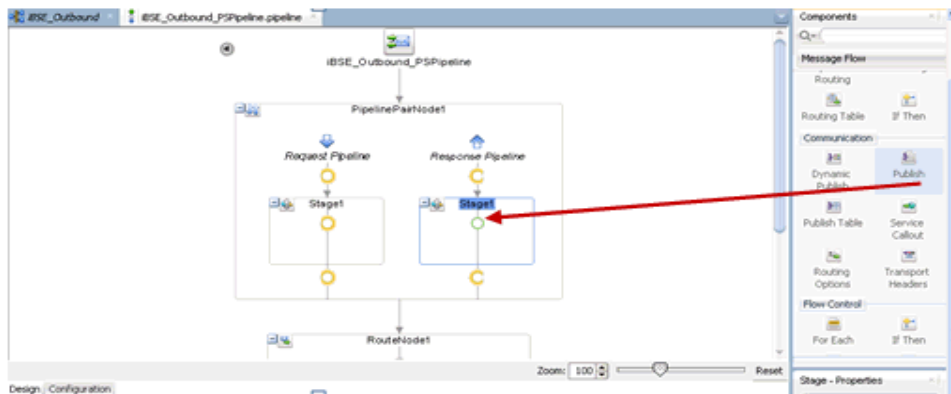 iBSE_Outbound
iBSE_Outbound_PSPipeline.pipeline
Components
iBSE_Outbound_PSPipeline
Message Flow
Routing
Routing Table
If Then
PipelinePairNode1
Communication
Request Pipeline
Response Pipeline
Dynamic Publish
Publish
Stage1
Stage1
Publish Table
Service Callout
Routing Options
Transport Headers
Flow Control
RouteNode1
For Each
If Then
Zoom: 100
Reset
Stage - Properties
Design
Configuration